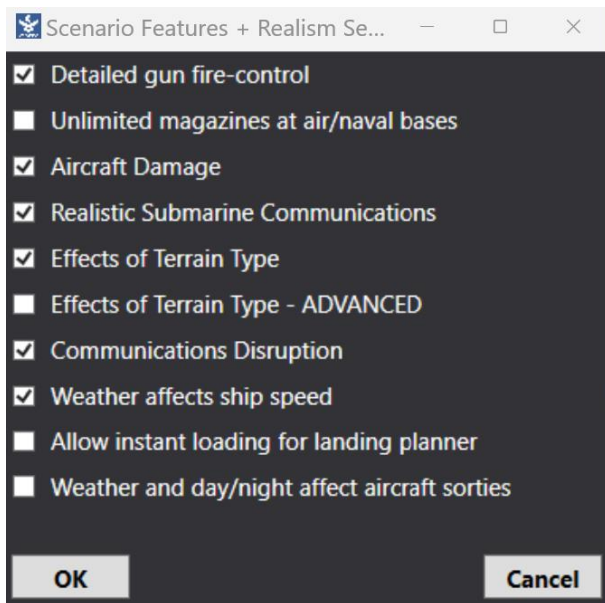 Scenario Features + Realism Se...
Detailed gun fire-control
Unlimited magazines at air/naval bases
Aircraft Damage
Realistic Submarine Communications
Effects of Terrain Type
Effects of Terrain Type - ADVANCED
Communications Disruption
Weather affects ship speed
Allow instant loading for landing planner
Weather and day/night affect aircraft sorties
OK
Cancel